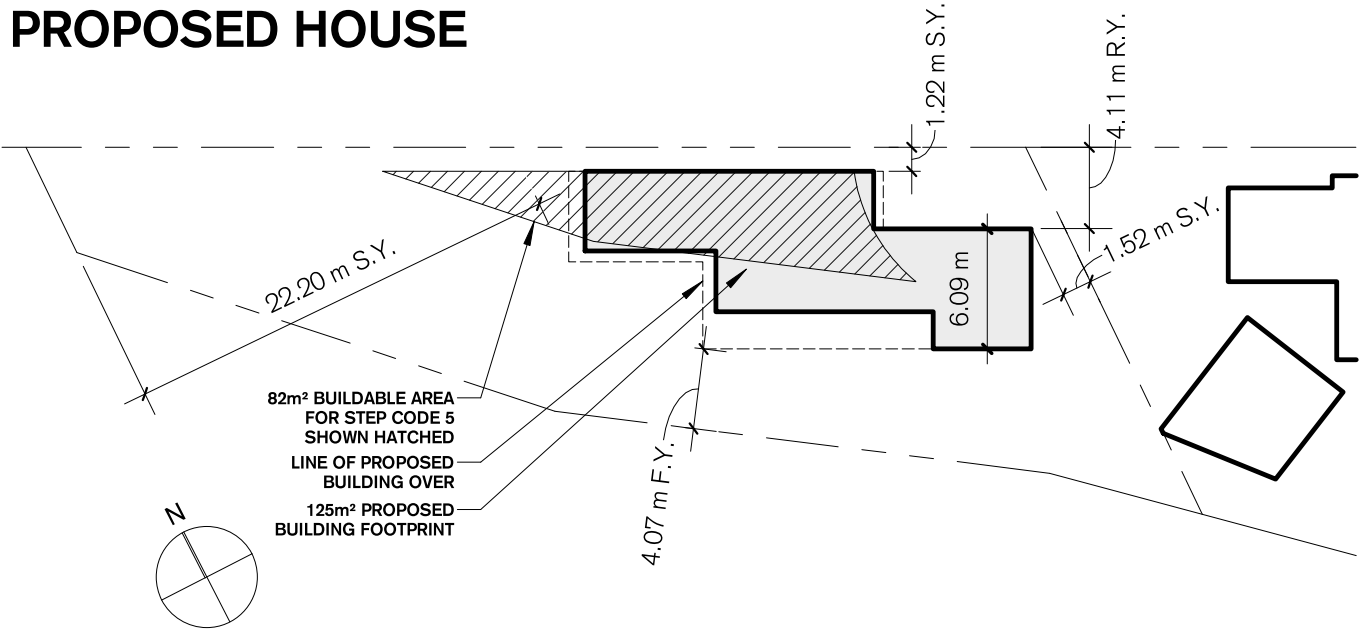 PROPOSED HOUSE
1.22 m S.Y.
4.11 m R.Y.
1.52 m S.Y.
22.20 m S.Y.
6.09 m
82m² BUILDABLE AREA
FOR STEP CODE 5
SHOWN HATCHED
LINE OF PROPOSED
BUILDING OVER
125m² PROPOSED
BUILDING FOOTPRINT
4.07 m F.Y.
N